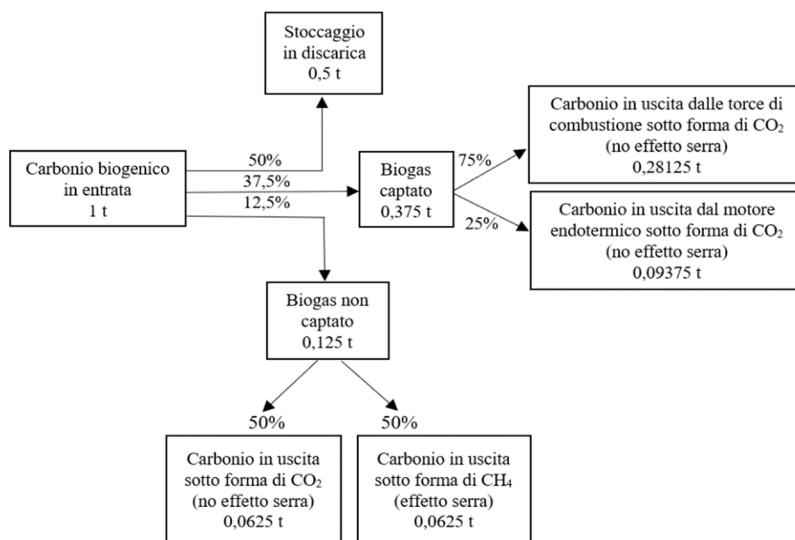 Stoccaggio
in discarica
0,5 t
Carbonio biogenico
in entrata
1 t
50%
37,5%
12,5%
Biogas
captato
0,375 t
75%
25%
Carbonio in uscita dalle torce di
combustione sotto forma di CO₂
(no effetto serra)
0,28125 t
Carbonio in uscita dal motore
endotermico sotto forma di CO₂
(no effetto serra)
0,09375 t
Biogas non
captato
0,125 t
50%
50%
Carbonio in uscita
sotto forma di CO₂
(no effetto serra)
0,0625 t
Carbonio in uscita
sotto forma di CH₄
(effetto serra)
0,0625 t